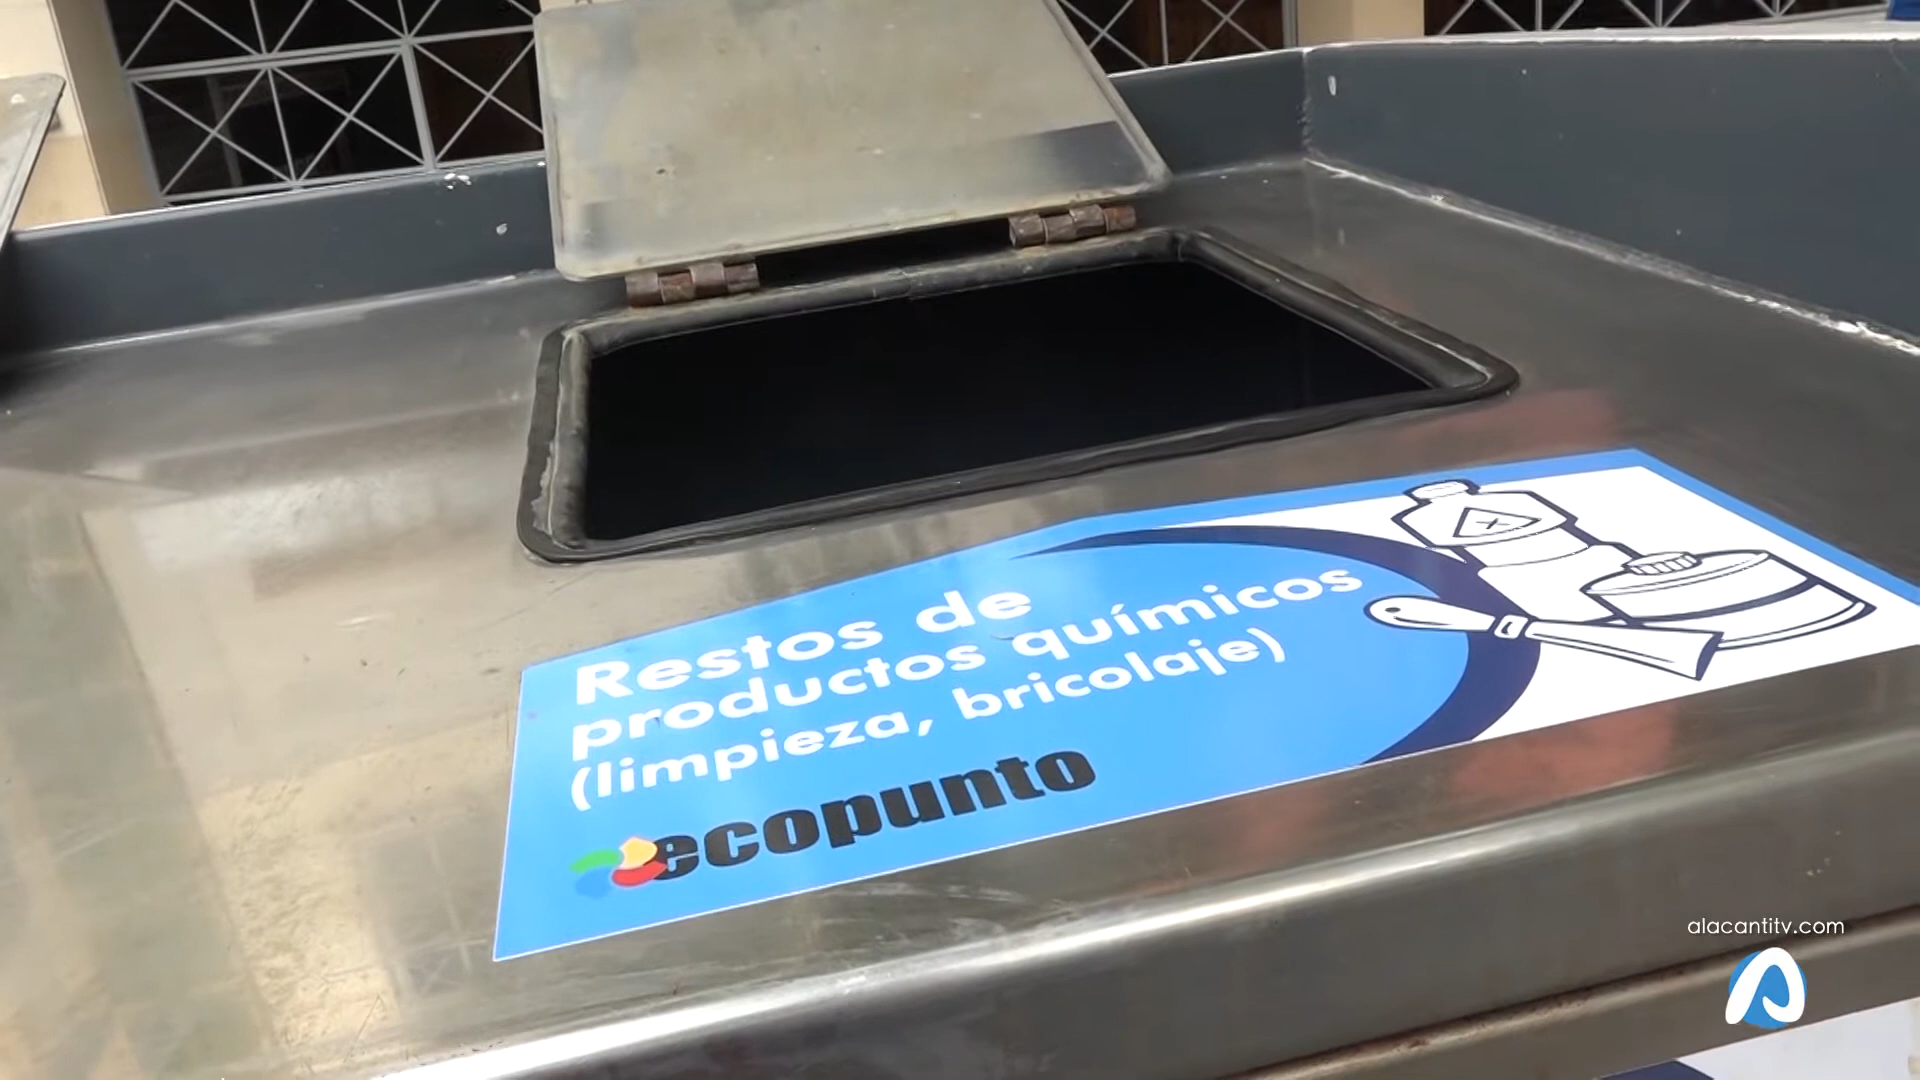 Restos de
productos químicos
(limpieza, bricolaje)
ecopunto
alacantitv.com